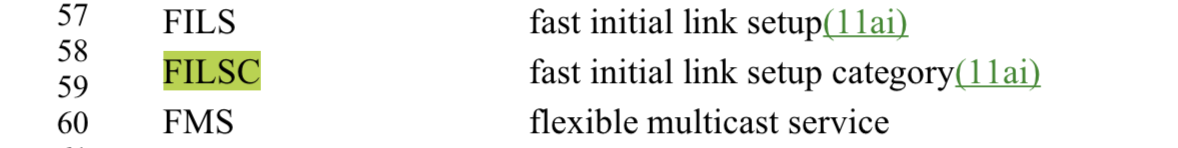 57 FILS fast initial link setup(11ai)
58
FILSC fast initial link setup category(11ai)
59
60 FMS flexible multicast service